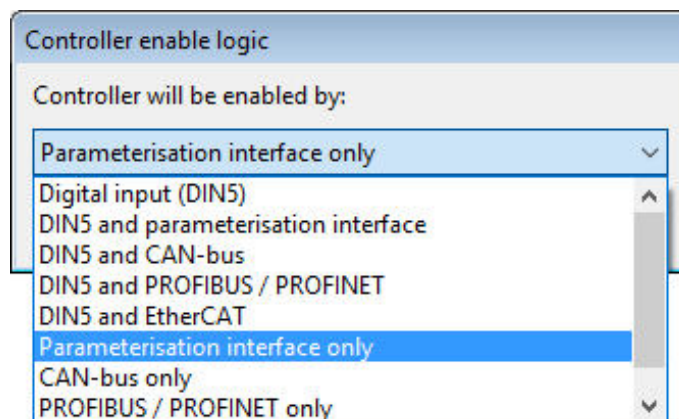 Controller enable logic
Controller will be enabled by:
Parameterisation interface only
Digital input (DIN5)
DIN5 and parameterisation interface
DIN5 and CAN-bus
DIN5 and PROFIBUS / PROFINET
DIN5 and EtherCAT
Parameterisation interface only
CAN-bus only
PROFIBUS / PROFINET only